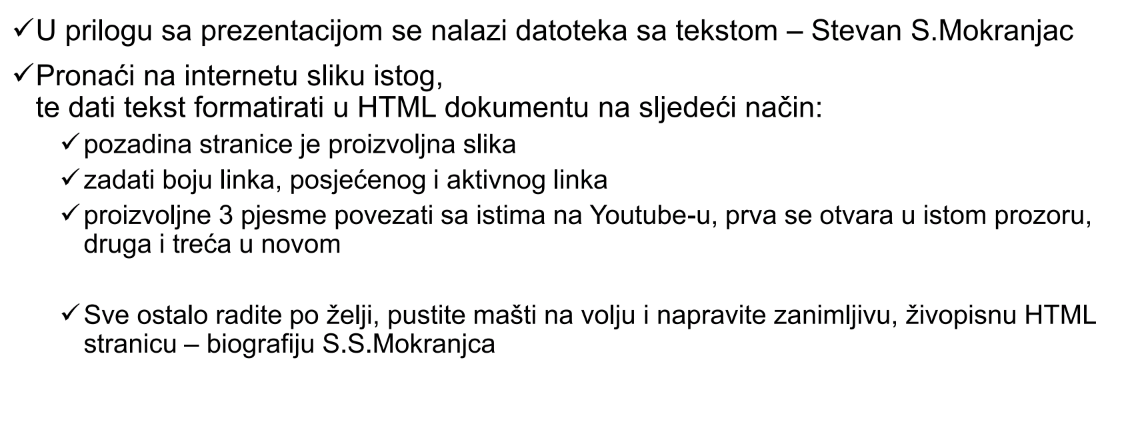 ✓U prilogu sa prezentacijom se nalazi datoteka sa tekstom – Stevan S.Mokranjac
✓Pronaći na internetu sliku istog,
te dati tekst formatirati u HTML dokumentu na sljedeći način:
✓pozadina stranice je proizvoljna slika
✓zadati boju linka, posjećenog i aktivnog linka
✓proizvoljne 3 pjesme povezati sa istima na Youtube-u, prva se otvara u istom prozoru,
druga i treća u novom
✓Sve ostalo radite po želji, pustite mašti na volju i napravite zanimljivu, živopisnu HTML
stranicu – biografiju S.S.Mokranjca